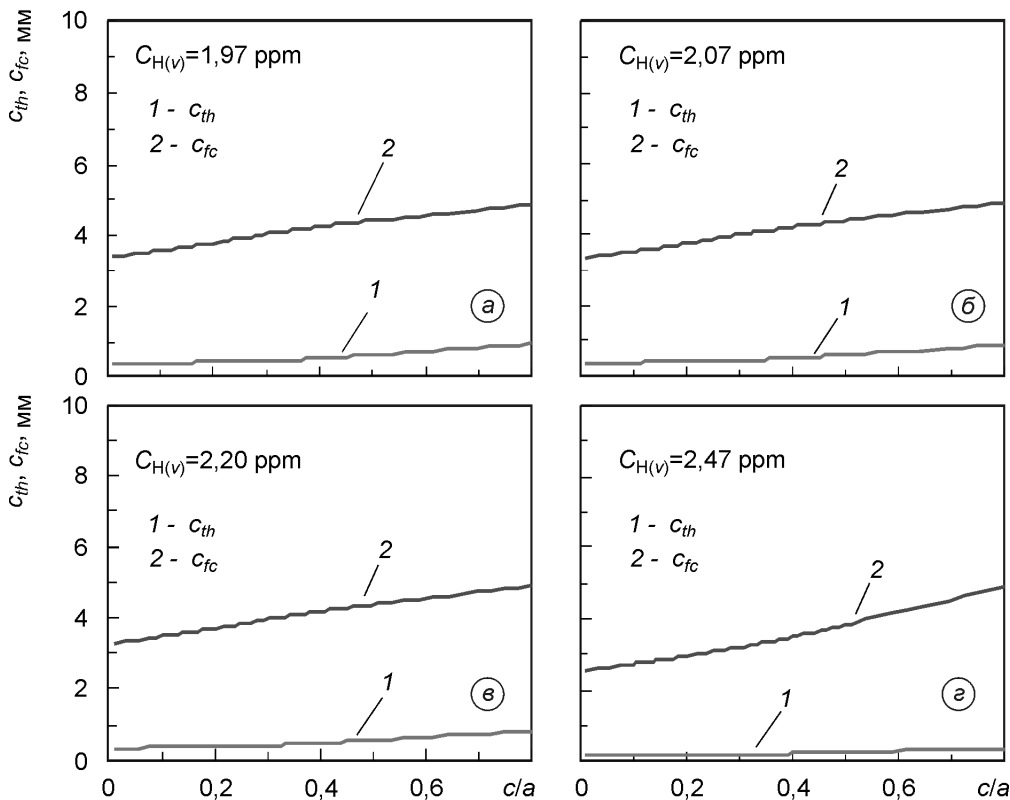 c_th, c_fc, мм
10
8
6
4
2
0
C_H(v)=1,97 ppm
1 - c_th
2 - c_fc
2
1
а
C_H(v)=2,07 ppm
1 - c_th
2 - c_fc
2
1
б
c_th, c_fc, мм
10
8
6
4
2
0
C_H(v)=2,20 ppm
1 - c_th
2 - c_fc
2
1
в
C_H(v)=2,47 ppm
1 - c_th
2 - c_fc
2
1
г
0 0,2 0,4 0,6 c/a
0 0,2 0,4 0,6 c/a